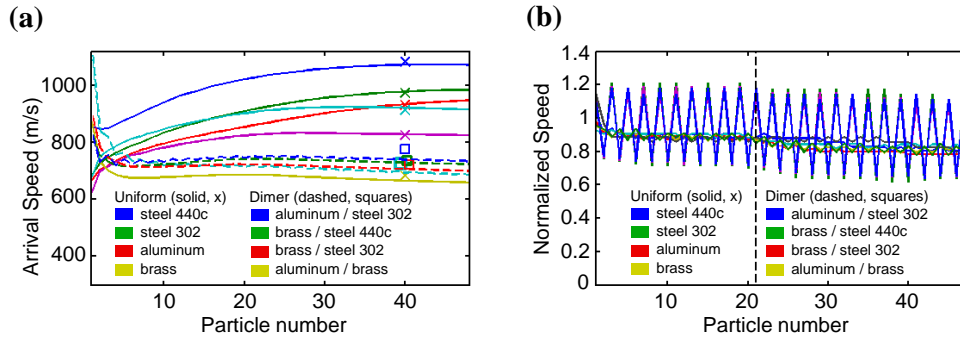 (a)
Arrival Speed (m/s)
1000
800
600
400
Uniform (solid, x)
steel 440c
steel 302
aluminum
brass
Dimer (dashed, squares)
aluminum / steel 302
brass / steel 440c
brass / steel 302
aluminum / brass
10
20
30
40
Particle number
(b)
Normalized Speed
1.4
1.2
1
0.8
0.6
0.4
0.2
0
Uniform (solid, x)
steel 440c
steel 302
aluminum
brass
Dimer (dashed, squares)
aluminum / steel 302
brass / steel 440c
brass / steel 302
aluminum / brass
10
20
30
40
Particle number